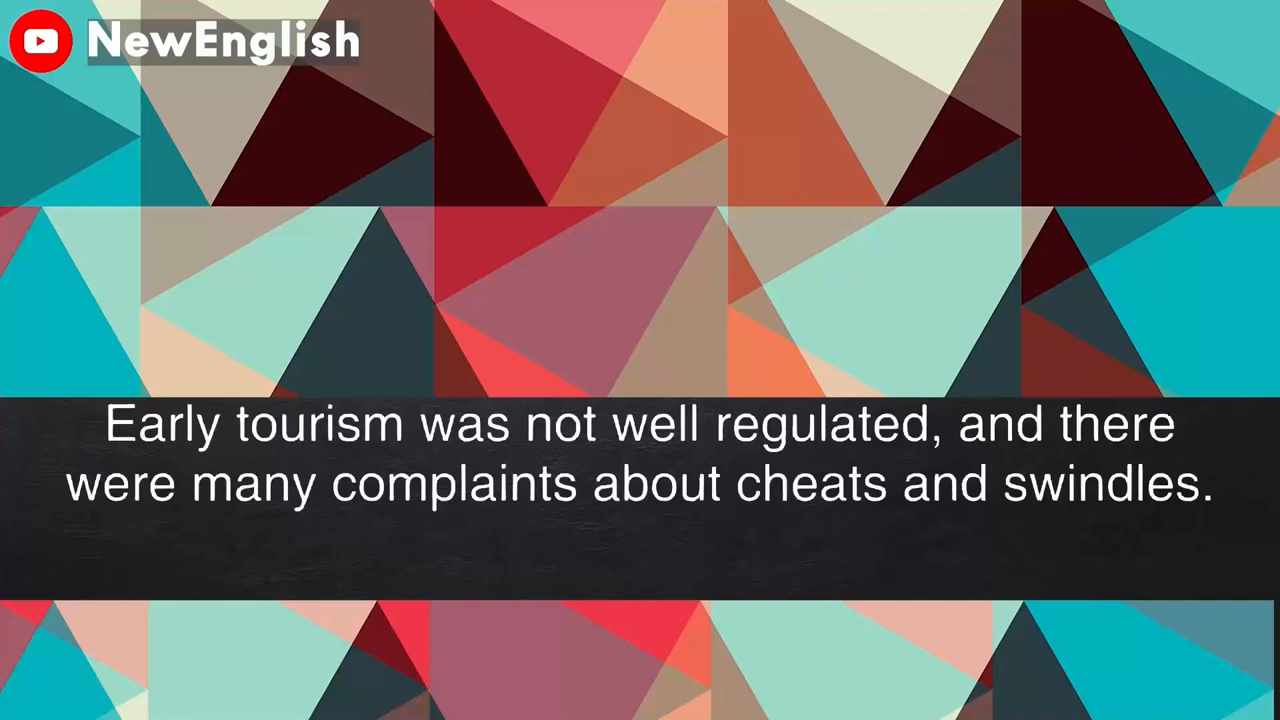 NewEnglish
Early tourism was not well regulated, and there
were many complaints about cheats and swindles.